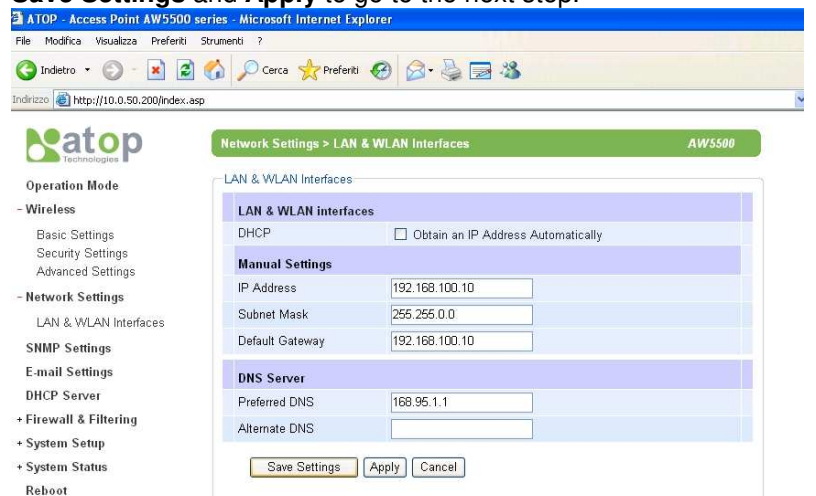 Save Settings and Apply to go to the next step.
ATOP - Access Point AW5500 series - Microsoft Internet Explorer
File Modifica Visualizza Preferiti Strumenti ?
Indietro Cerca Preferiti
Indirizzo http://10.0.50.200/index.asp
atop
Technologies
Network Settings > LAN & WLAN Interfaces AW5500
Operation Mode
- Wireless
Basic Settings
Security Settings
Advanced Settings
- Network Settings
LAN & WLAN Interfaces
SNMP Settings
E-mail Settings
DHCP Server
+ Firewall & Filtering
+ System Setup
+ System Status
Reboot
LAN & WLAN Interfaces
LAN & WLAN interfaces
DHCP Obtain an IP Address Automatically
Manual Settings
IP Address 192.168.100.10
Subnet Mask 255.255.0.0
Default Gateway 192.168.100.10
DNS Server
Preferred DNS 168.95.1.1
Alternate DNS
Save Settings Apply Cancel